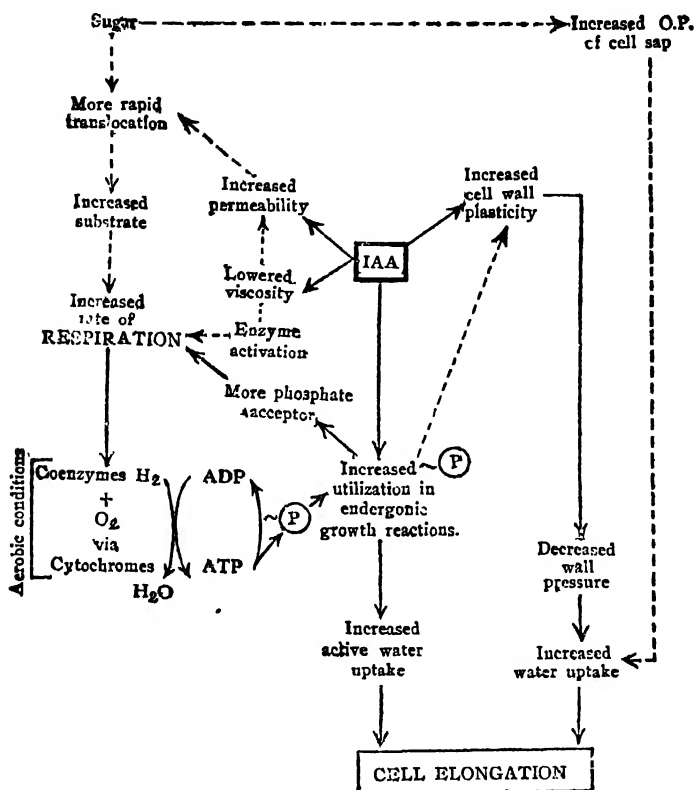 Sugar
Increased O.P.
of cell sap
More rapid
translocation
Increased
permeability
Increased
cell wall
plasticity
Increased
substrate
IAA
Lowered
viscosity
Increased
rate of
RESPIRATION
Enzyme
activation
More phosphate
acceptor
Aerobic conditions
Coenzymes H2
+
O2
via
Cytochromes
H2O
ADP
ATP
~P
Increased ~P
utilization in
endergonic
growth reactions.
Decreased
wall
pressure
Increased
active water
uptake
Increased
water uptake
CELL ELONGATION